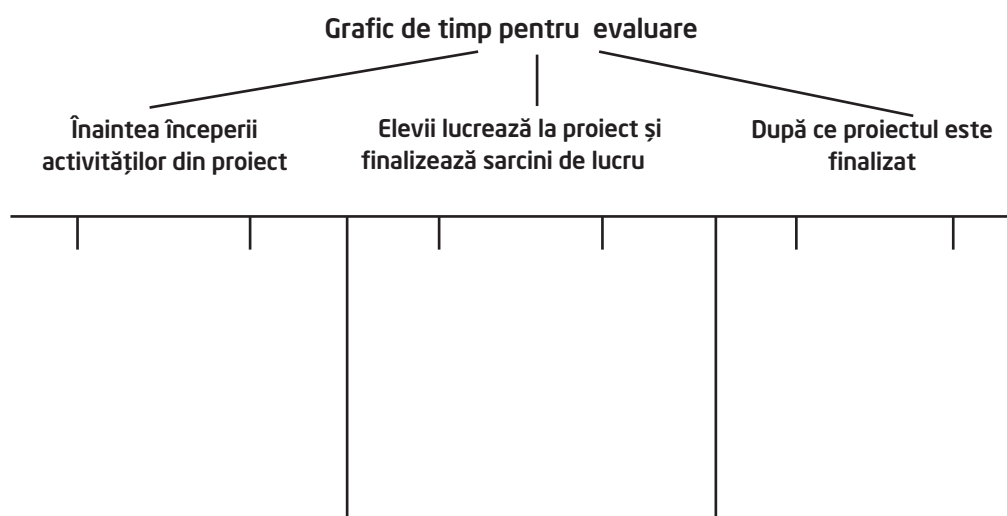 Grafic de timp pentru evaluare
Înaintea începerii
activităților din proiect
Elevii lucrează la proiect și
finalizează sarcini de lucru
După ce proiectul este
finalizat